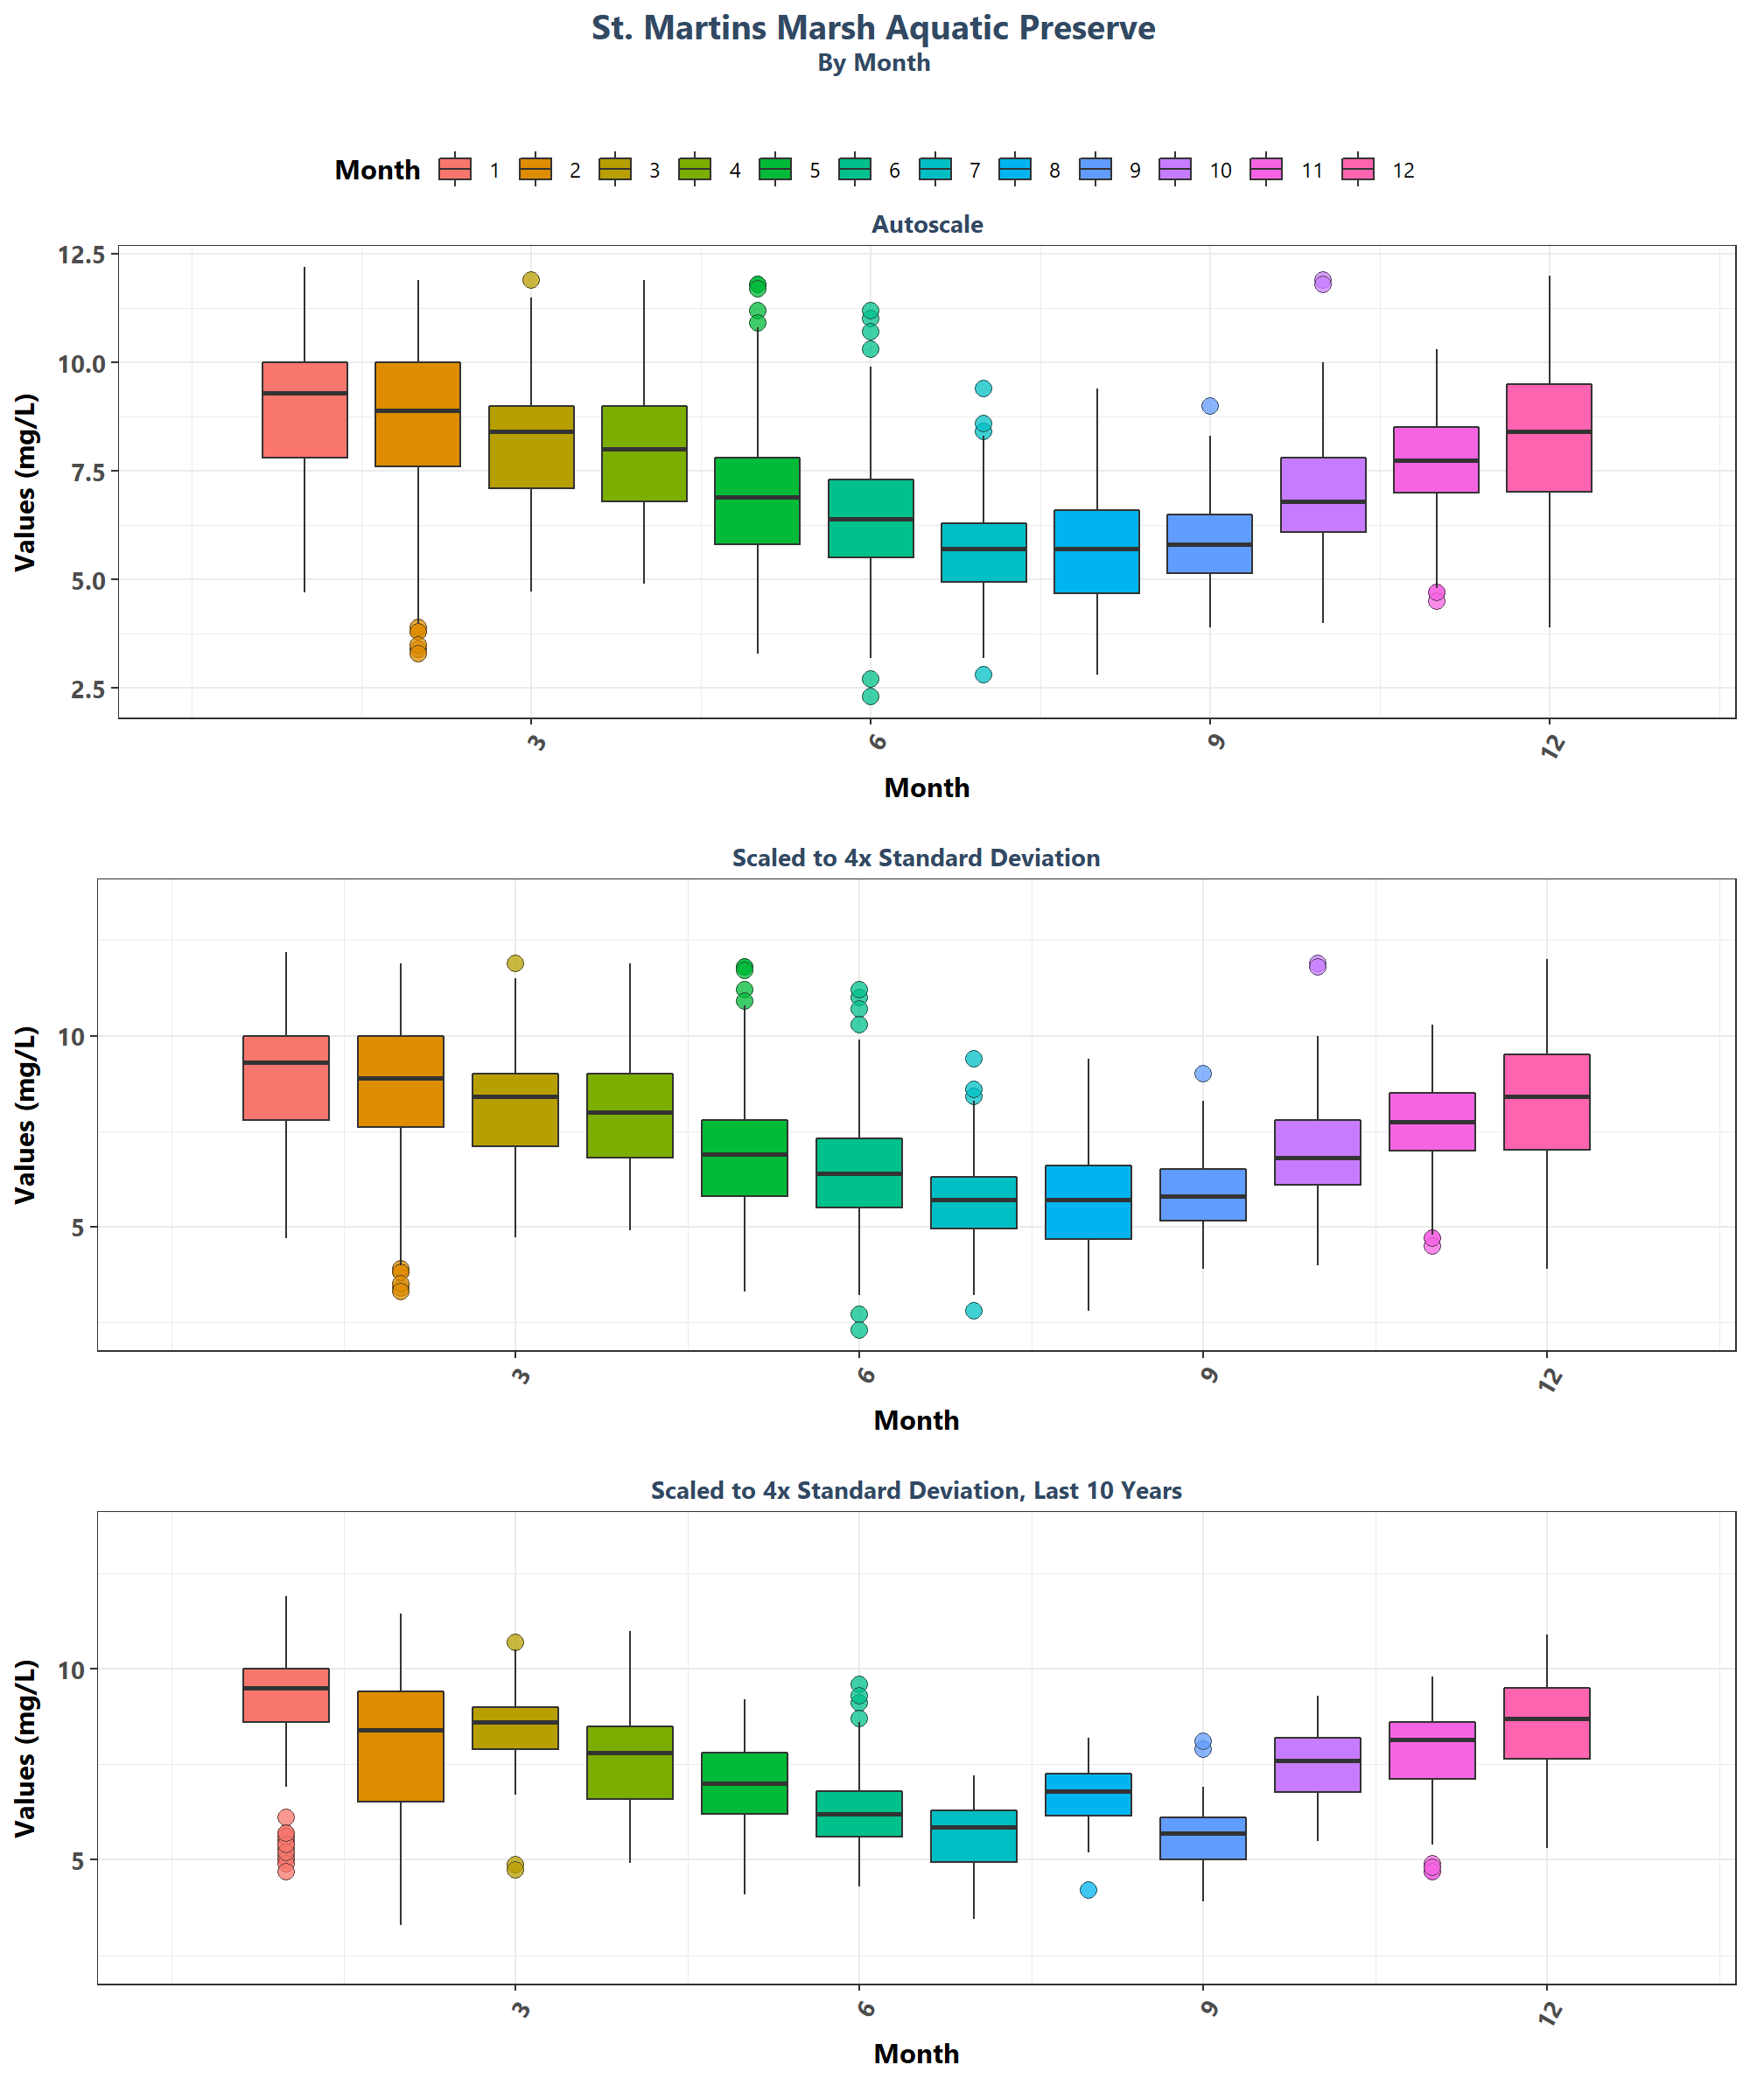 St. Martins Marsh Aquatic Preserve
By Month
Month 1 2 3 4 5 6 7 8 9 10 11 12
Autoscale
12.5
10.0
7.5
5.0
2.5
Values (mg/L)
3 6 9 12
Month
Scaled to 4x Standard Deviation
10
5
Values (mg/L)
3 6 9 12
Month
Scaled to 4x Standard Deviation, Last 10 Years
10
5
Values (mg/L)
3 6 9 12
Month